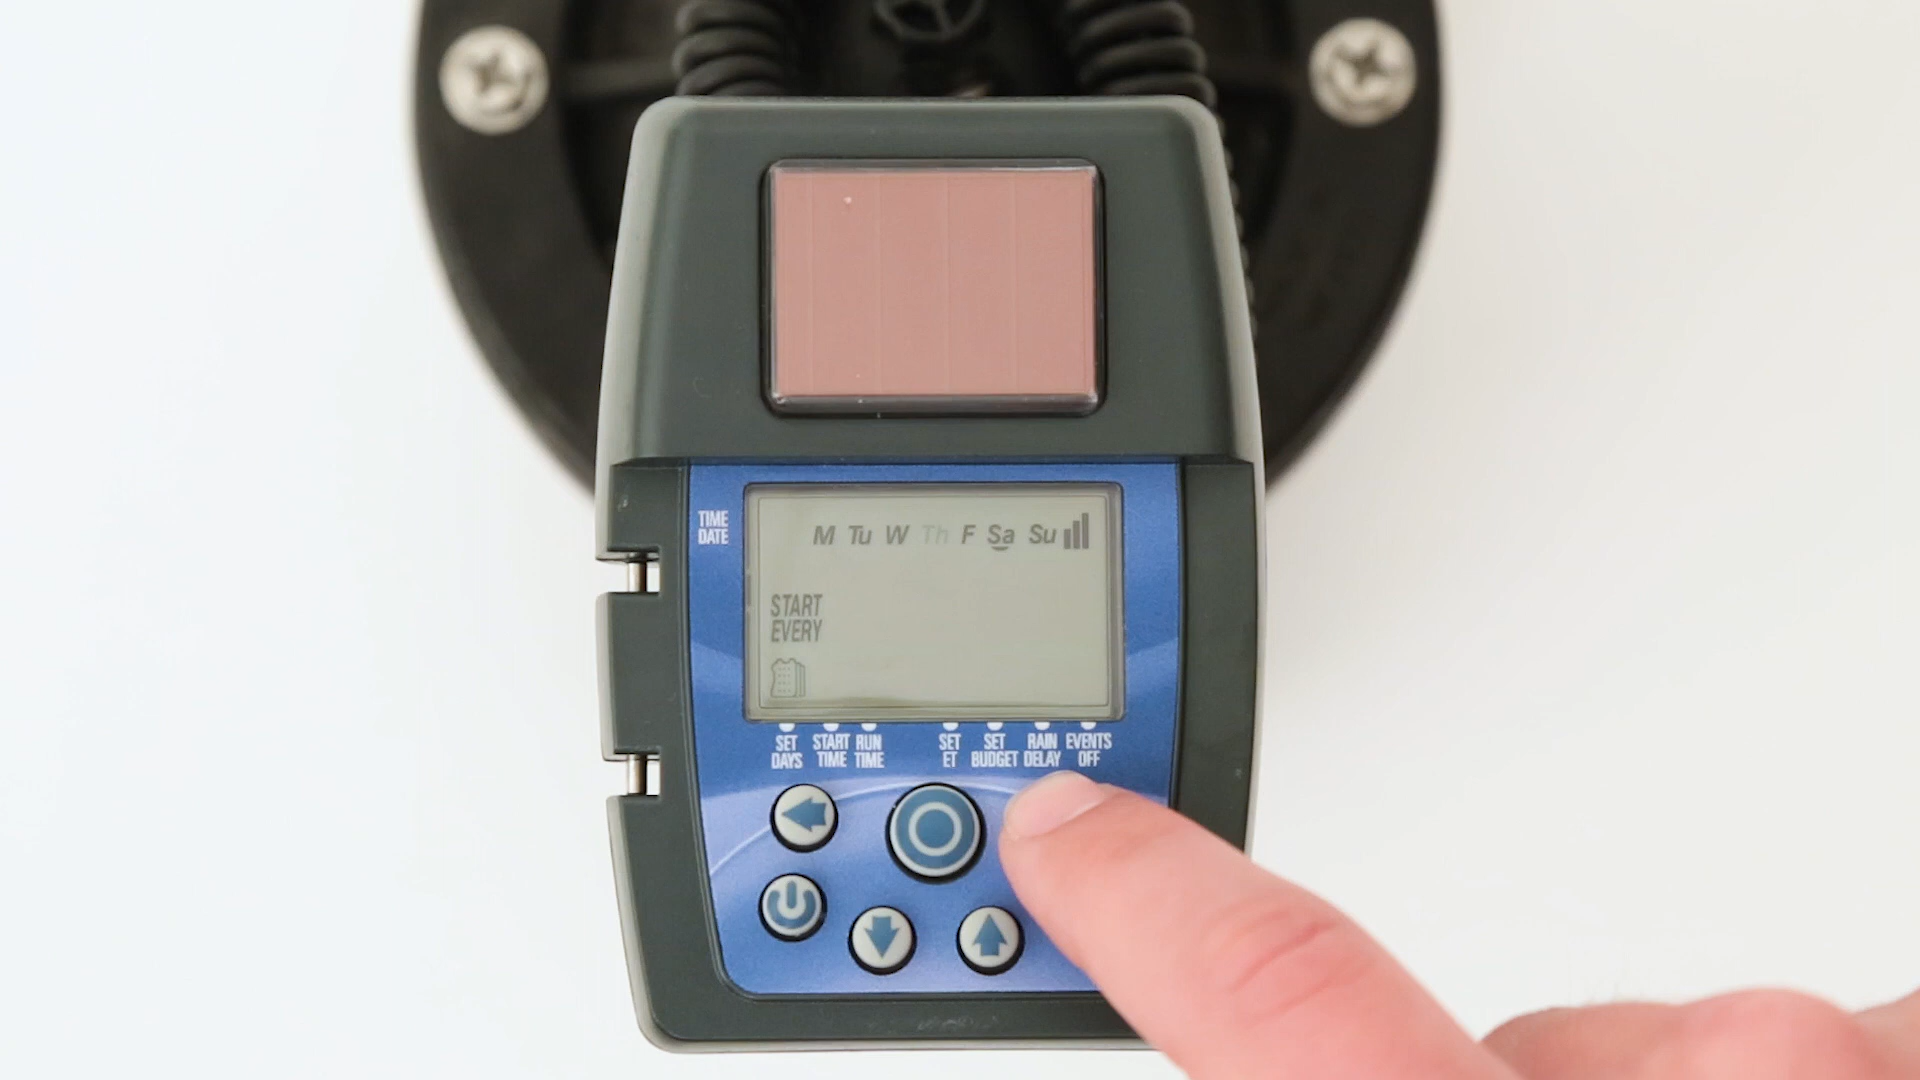 TIME
DATE
M Tu W Th F Sa Su
START
EVERY
SET
DAYS
START
TIME
RUN
TIME
SET
ET
SET
BUDGET
RAIN
DELAY
EVENTS
OFF